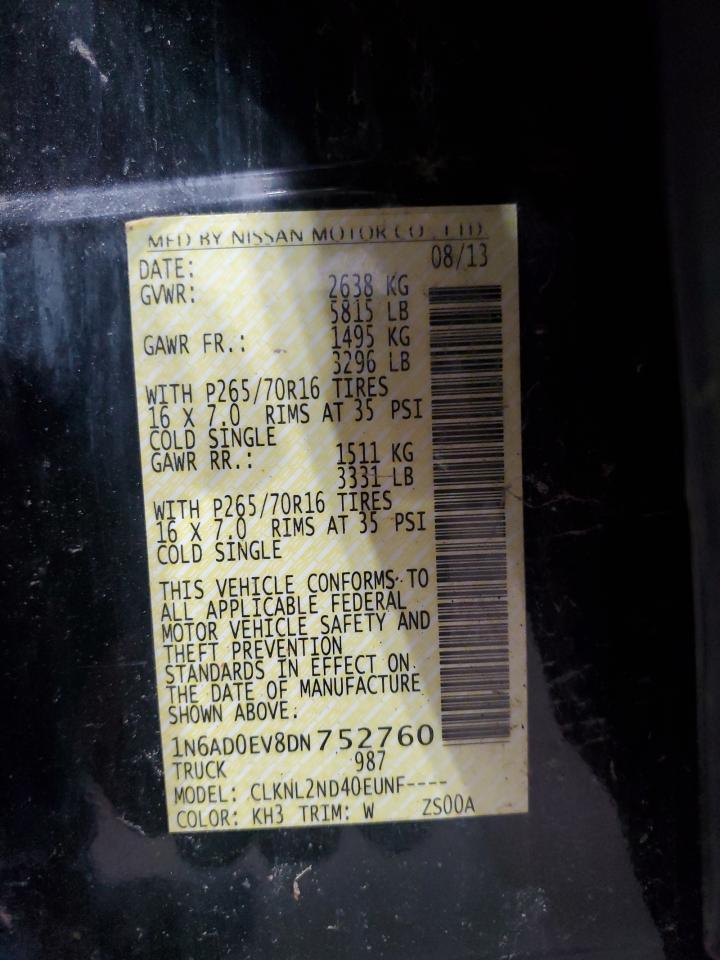 MFD BY NISSAN MOTOR CO., LTD.
DATE: 08/13
GVWR: 2638 KG
5815 LB
GAWR FR.: 1495 KG
3296 LB
WITH P265/70R16 TIRES
16 X 7.0 RIMS AT 35 PSI
COLD SINGLE
GAWR RR.: 1511 KG
3331 LB
WITH P265/70R16 TIRES
16 X 7.0 RIMS AT 35 PSI
COLD SINGLE
THIS VEHICLE CONFORMS TO
ALL APPLICABLE FEDERAL
MOTOR VEHICLE SAFETY AND
THEFT PREVENTION
STANDARDS IN EFFECT ON
THE DATE OF MANUFACTURE
SHOWN ABOVE.
1N6AD0EV8DN752760
TRUCK 987
MODEL: CLKNL2ND40EUNF----
COLOR: KH3 TRIM: W ZS00A